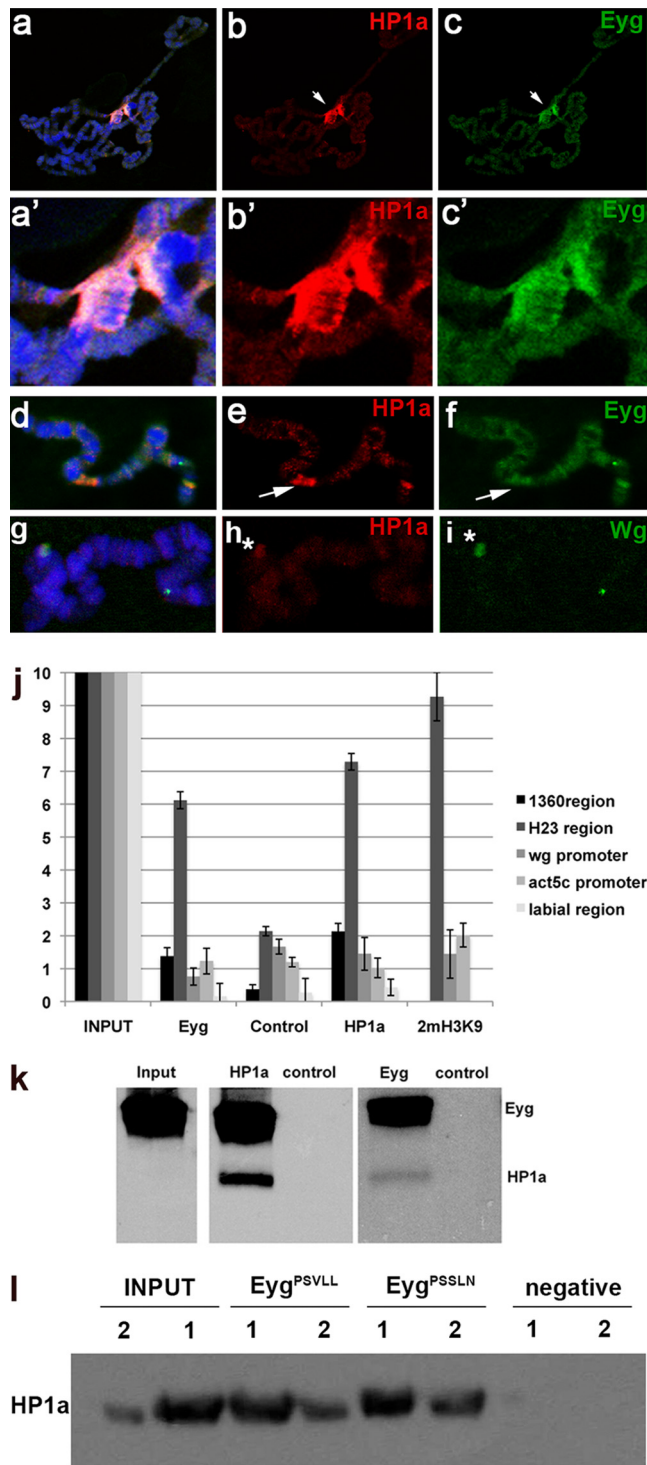 a
b HP1a
c Eyg
a'
b' HP1a
c' Eyg
d
e HP1a
f Eyg
g
h * HP1a
i * Wg
j
10
9
8
7
6
5
4
3
2
1
0
INPUT Eyg Control HP1a 2mH3K9
1360region
H23 region
wg promoter
act5c promoter
labial region
k
Input HP1a control Eyg control
Eyg
HP1a
l
INPUT EygPSVLL EygPSSLN negative
2 1 1 2 1 2 1 2
HP1a